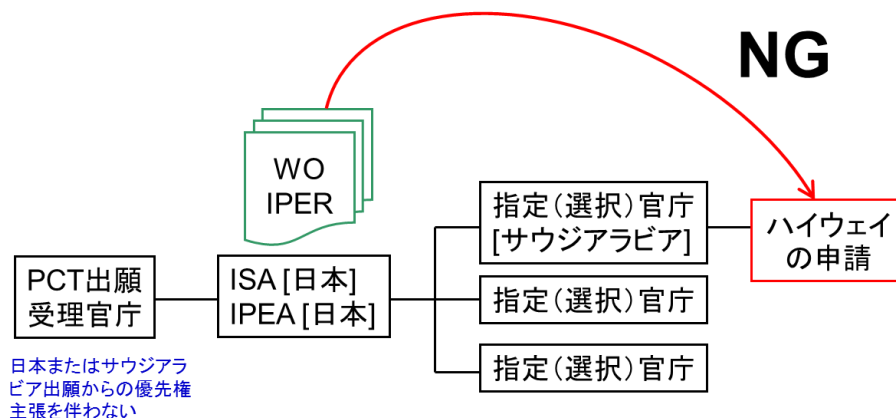 NG
WO
IPER
指定(選択)官庁
[サウジアラビア]
ハイウェイ
の申請
PCT出願
受理官庁
ISA [日本]
IPEA [日本]
指定(選択)官庁
指定(選択)官庁
日本またはサウジアラ
ビア出願からの優先権
主張を伴わない